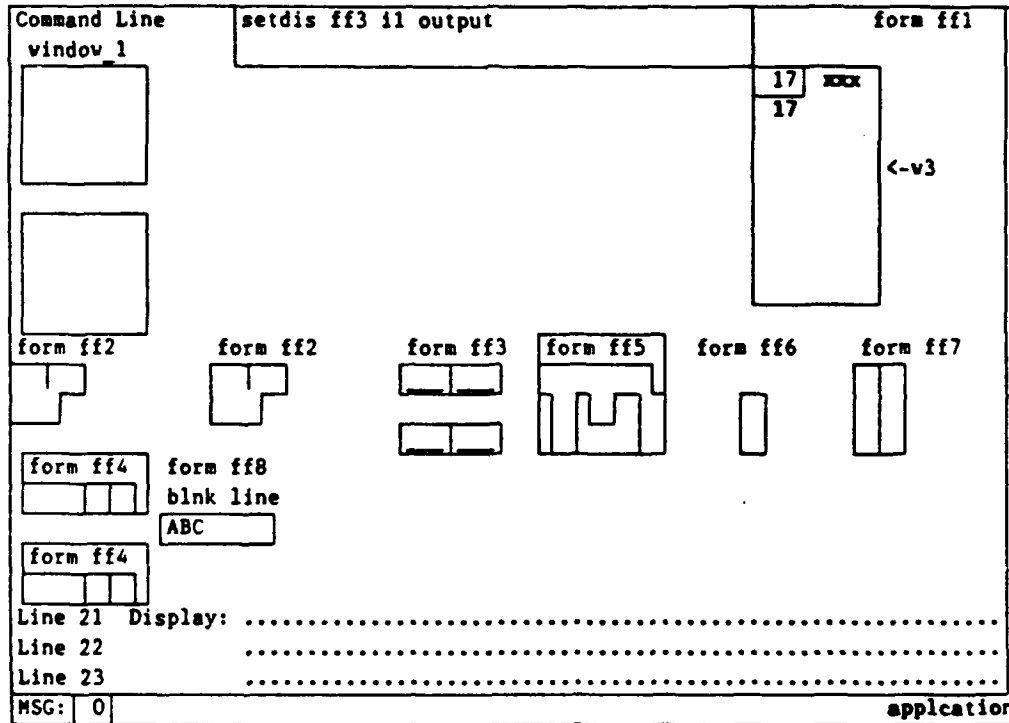 Command Line setdis ff3 i1 output form ff1
window_1
17 xxx
17
<-v3
form ff2 form ff2 form ff3 form ff5 form ff6 form ff7
form ff4 form ff8
blnk line
ABC
form ff4
Line 21 Display: ............................................................
Line 22 ............................................................
Line 23 ............................................................
MSG: 0 applcation